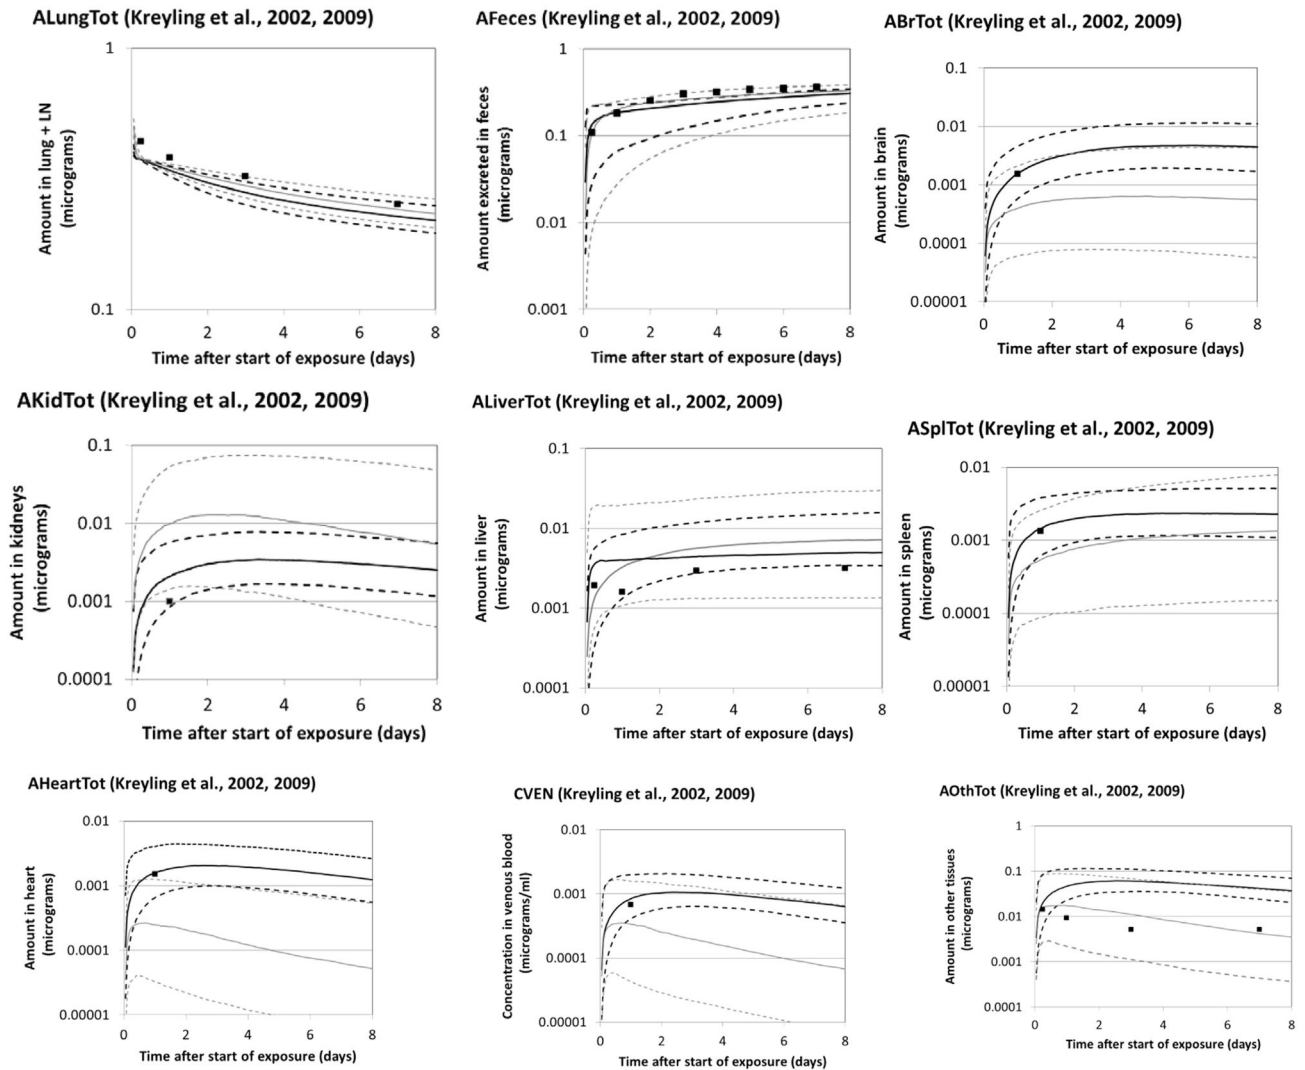 ALungTot (Kreyling et al., 2002, 2009)
1
0.1
0 2 4 6 8
Amount in lung + LN
(micrograms)
Time after start of exposure (days)
AFeces (Kreyling et al., 2002, 2009)
1
0.1
0.01
0.001
0 2 4 6 8
Amount excreted in feces
(micrograms)
Time after start of exposure (days)
ABrTot (Kreyling et al., 2002, 2009)
0.1
0.01
0.001
0.0001
0.00001
0 2 4 6 8
Amount in brain
(micrograms)
Time after start of exposure (days)
AKidTot (Kreyling et al., 2002, 2009)
0.1
0.01
0.001
0.0001
0 2 4 6 8
Amount in kidneys
(micrograms)
Time after start of exposure (days)
ALiverTot (Kreyling et al., 2002, 2009)
0.1
0.01
0.001
0.0001
0 2 4 6 8
Amount in liver
(micrograms)
Time after start of exposure (days)
ASplTot (Kreyling et al., 2002, 2009)
0.01
0.001
0.0001
0.00001
0 2 4 6 8
Amount in spleen
(micrograms)
Time after start of exposure (days)
AHeartTot (Kreyling et al., 2002, 2009)
0.01
0.001
0.0001
0.00001
0 2 4 6 8
Amount in heart
(micrograms)
Time after start of exposure (days)
CVEN (Kreyling et al., 2002, 2009)
0.01
0.001
0.0001
0.00001
0 2 4 6 8
Concentration in venous blood
(micrograms/ml)
Time after start of exposure (days)
AOthTot (Kreyling et al., 2002, 2009)
1
0.1
0.01
0.001
0.0001
0 2 4 6 8
Amount in other tissues
(micrograms)
Time after start of exposure (days)